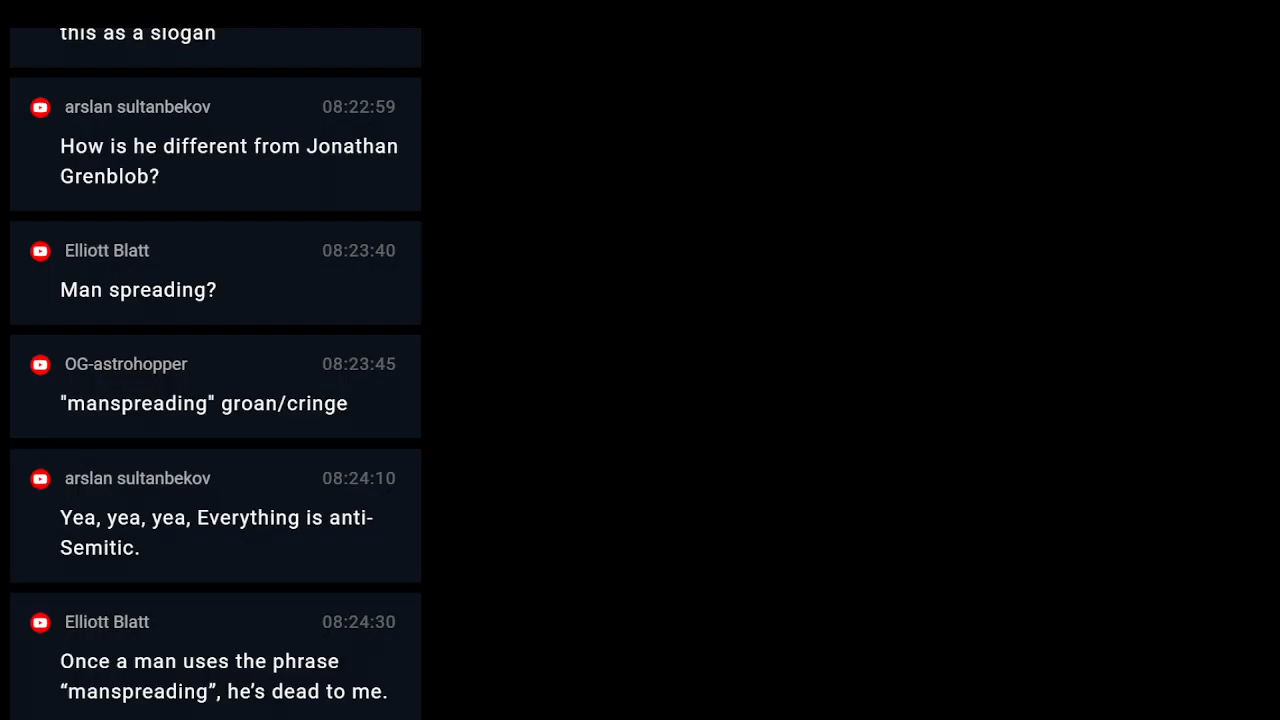 this as a slogan
arslan sultanbekov 08:22:59
How is he different from Jonathan
Grenblob?
Elliott Blatt 08:23:40
Man spreading?
OG-astrohopper 08:23:45
"manspreading" groan/cringe
arslan sultanbekov 08:24:10
Yea, yea, yea, Everything is anti-
Semitic.
Elliott Blatt 08:24:30
Once a man uses the phrase
“manspreading”, he’s dead to me.